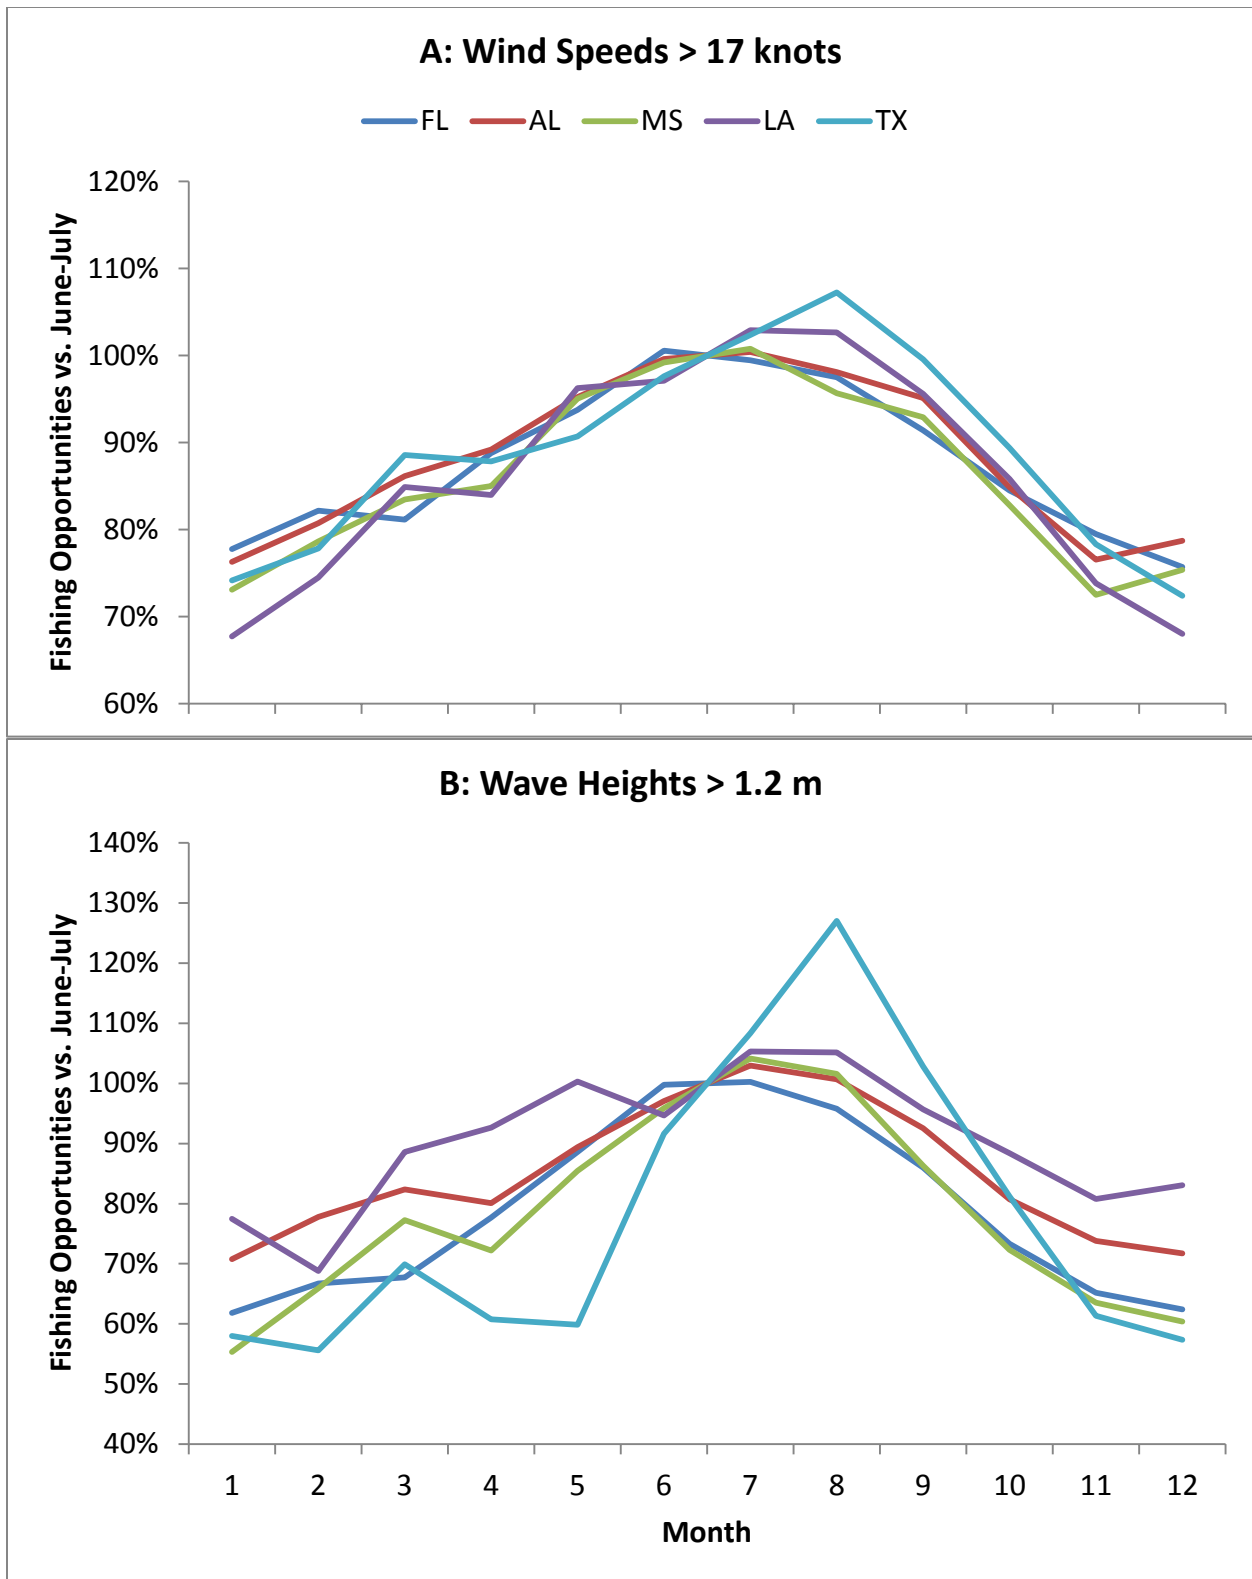 A: Wind Speeds > 17 knots
FL AL MS LA TX
Fishing Opportunities vs. June-July
120%
110%
100%
90%
80%
70%
60%
B: Wave Heights > 1.2 m
Fishing Opportunities vs. June-July
140%
130%
120%
110%
100%
90%
80%
70%
60%
50%
40%
1 2 3 4 5 6 7 8 9 10 11 12
Month